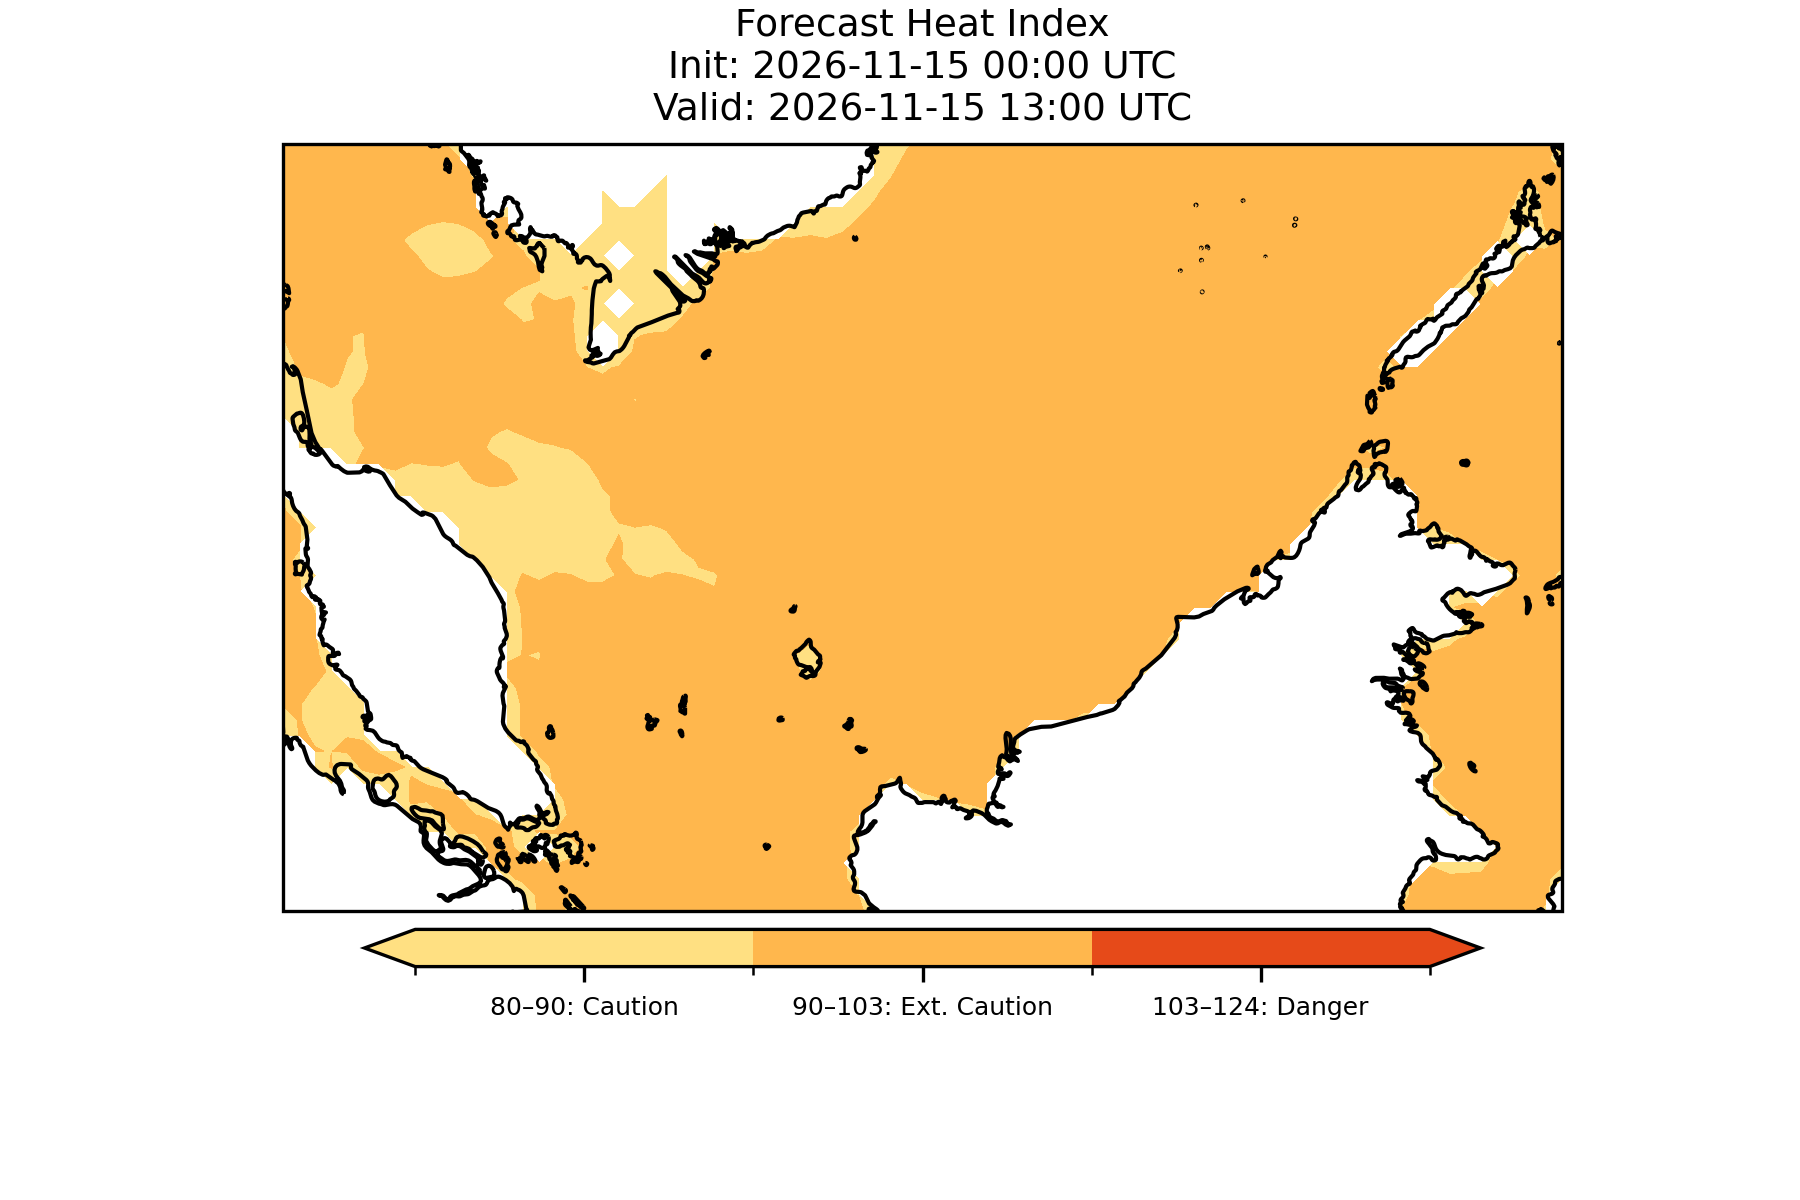 Forecast Heat Index
Init: 2026-11-15 00:00 UTC
Valid: 2026-11-15 13:00 UTC
80–90: Caution
90–103: Ext. Caution
103–124: Danger